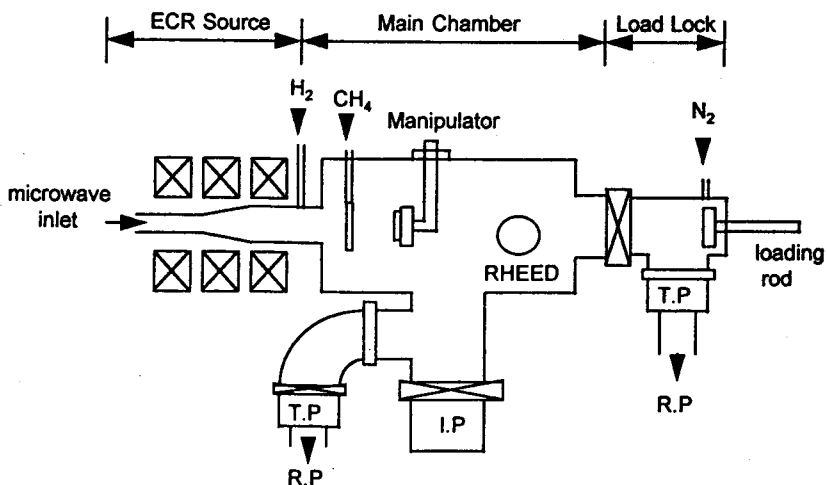 ECR Source
Main Chamber
Load Lock
H₂
CH₄
Manipulator
N₂
microwave
inlet
RHEED
loading
rod
T.P
T.P
I.P
R.P
R.P